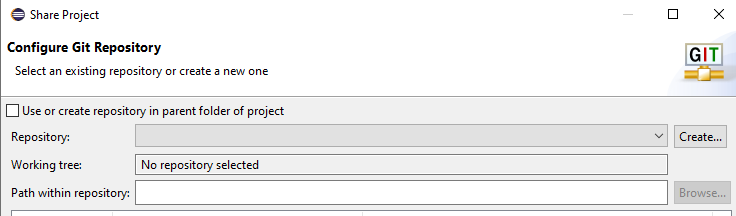 Share Project
Configure Git Repository
Select an existing repository or create a new one
GIT
Use or create repository in parent folder of project
Repository:
Create...
Working tree:
No repository selected
Path within repository:
Browse...